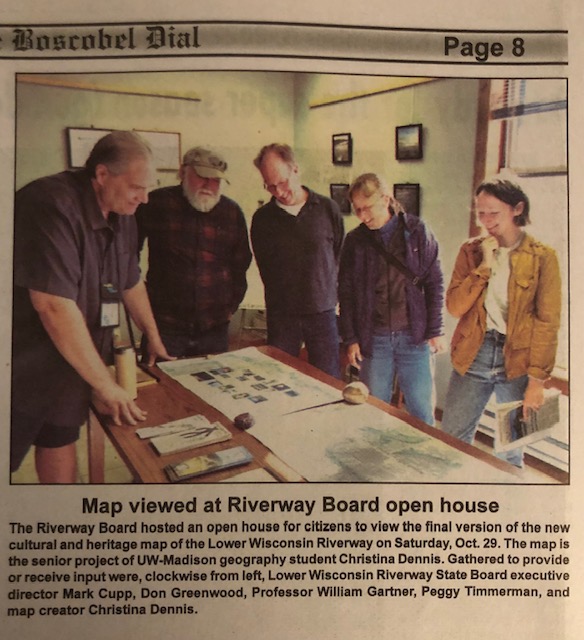 Boscobel Dial
Page 8
Map viewed at Riverway Board open house
The Riverway Board hosted an open house for citizens to view the final version of the new
cultural and heritage map of the Lower Wisconsin Riverway on Saturday, Oct. 29. The map is
the senior project of UW-Madison geography student Christina Dennis. Gathered to provide
or receive input were, clockwise from left, Lower Wisconsin Riverway State Board executive
director Mark Cupp, Don Greenwood, Professor William Gartner, Peggy Timmerman, and
map creator Christina Dennis.